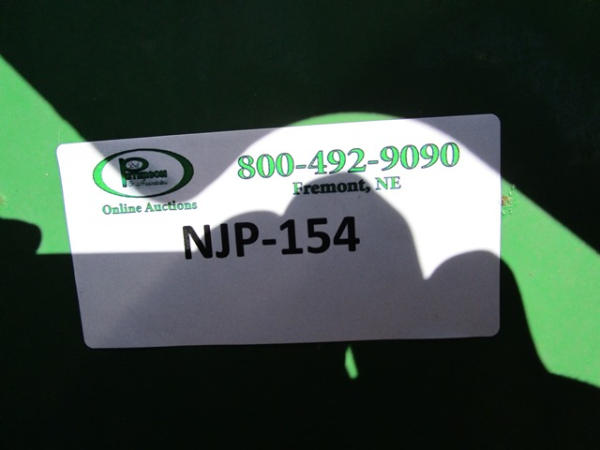 Online Auctions
800-492-9090
Fremont, NE
NJP-154